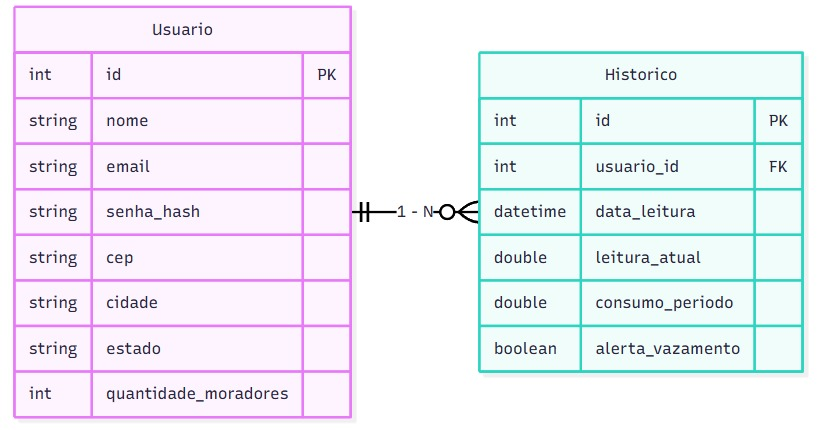 Usuario
int id PK
string nome
string email
string senha_hash
string cep
string cidade
string estado
int quantidade_moradores
1 - N
Historico
int id PK
int usuario_id FK
datetime data_leitura
double leitura_atual
double consumo_periodo
boolean alerta_vazamento